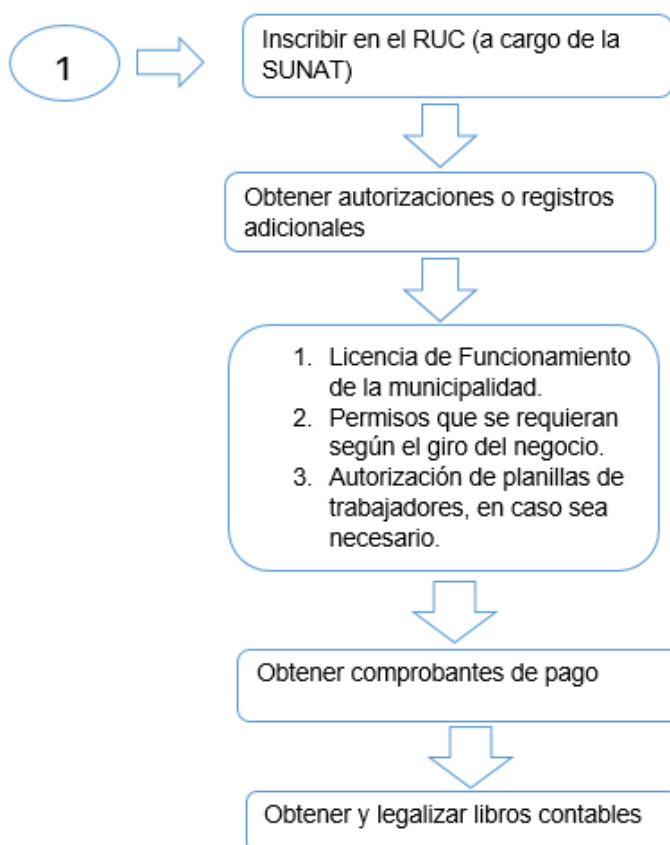 1
Inscribir en el RUC (a cargo de la
SUNAT)
Obtener autorizaciones o registros
adicionales
1. Licencia de Funcionamiento
de la municipalidad.
2. Permisos que se requieran
según el giro del negocio.
3. Autorización de planillas de
trabajadores, en caso sea
necesario.
Obtener comprobantes de pago
Obtener y legalizar libros contables